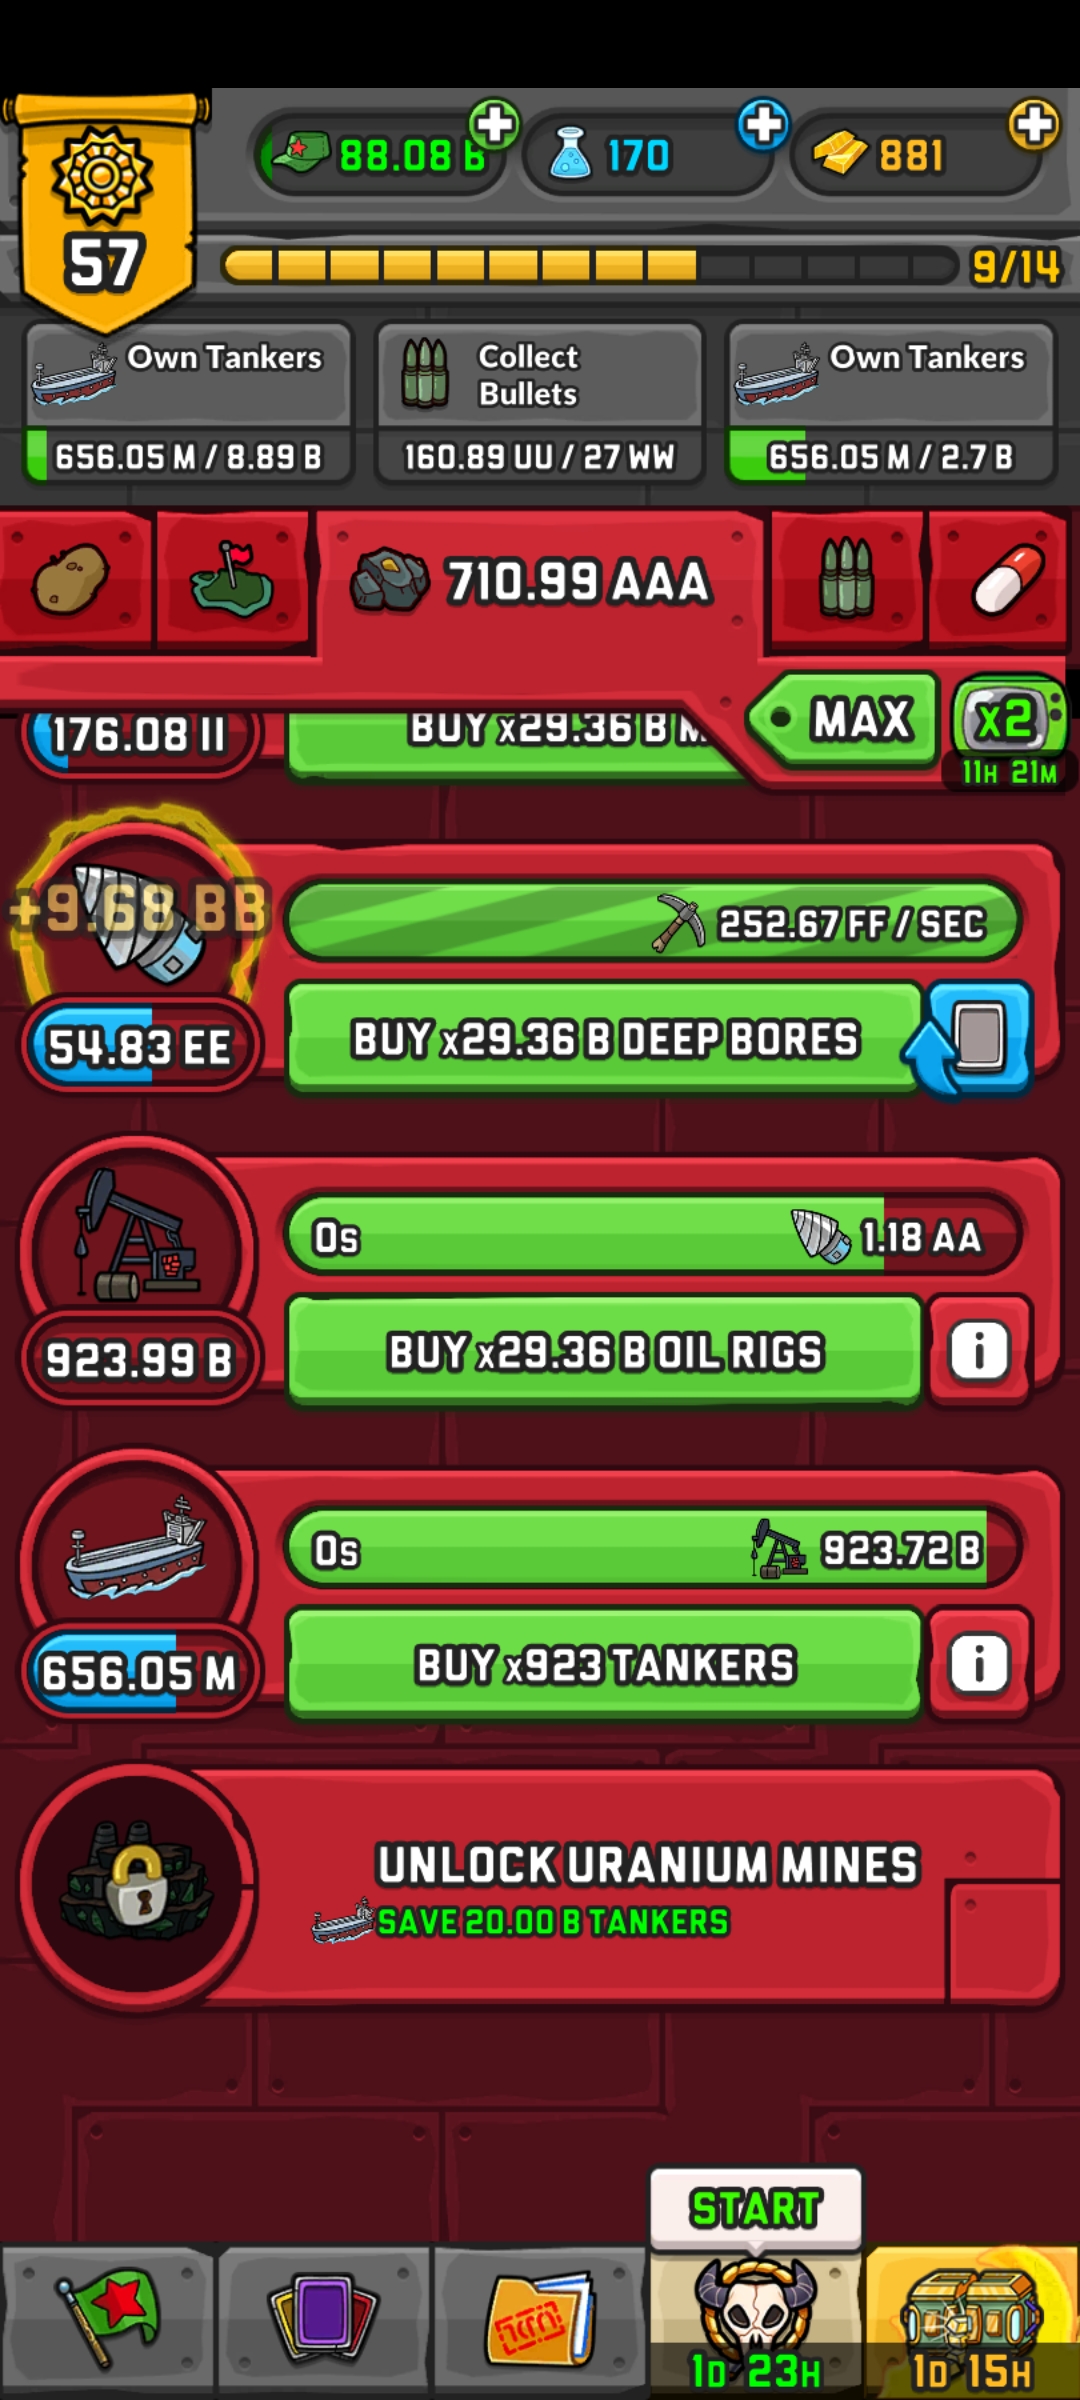 88.08 B
170
881
57
9/14
Own Tankers
656.05 M / 8.89 B
Collect
Bullets
160.89 UU / 27 WW
Own Tankers
656.05 M / 2.7 B
710.99 AAA
MAX
x2
11H 21M
176.08 II
BUY x29.36 B M
+9.68 BB
252.67 FF / SEC
54.83 EE
BUY x29.36 B DEEP BORES
0s
1.18 AA
923.99 B
BUY x29.36 B OIL RIGS
i
0s
923.72 B
656.05 M
BUY x923 TANKERS
i
UNLOCK URANIUM MINES
SAVE 20.00 B TANKERS
START
1D 23H
1D 15H